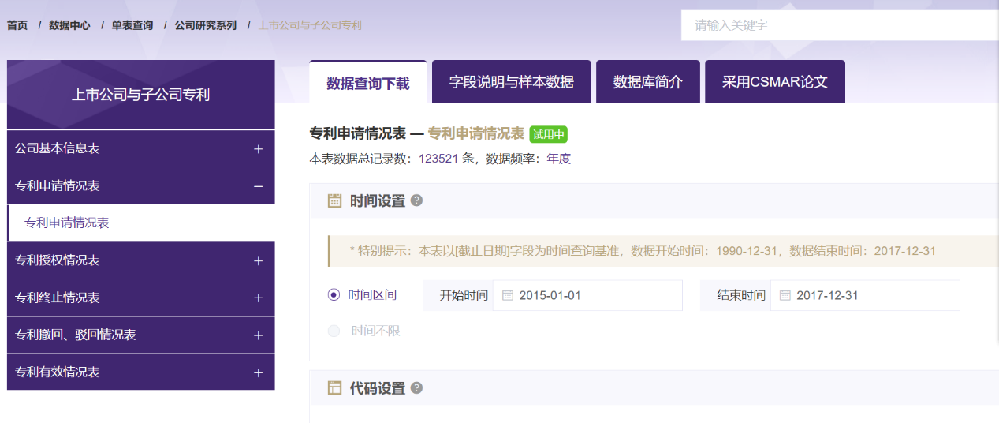 首页 / 数据中心 / 单表查询 / 公司研究系列 / 上市公司与子公司专利
请输入关键字
上市公司与子公司专利
公司基本信息表 +
专利申请情况表 −
专利申请情况表
专利授权情况表 +
专利终止情况表 +
专利撤回、驳回情况表 +
专利有效情况表 +
数据查询下载 字段说明与样本数据 数据库简介 采用CSMAR论文
专利申请情况表 — 专利申请情况表 试用中
本表数据总记录数：123521 条，数据频率：年度
时间设置 ?
* 特别提示：本表以[截止日期]字段为时间查询基准，数据开始时间：1990-12-31，数据结束时间：2017-12-31
时间区间 开始时间 2015-01-01 结束时间 2017-12-31
时间不限
代码设置 ?